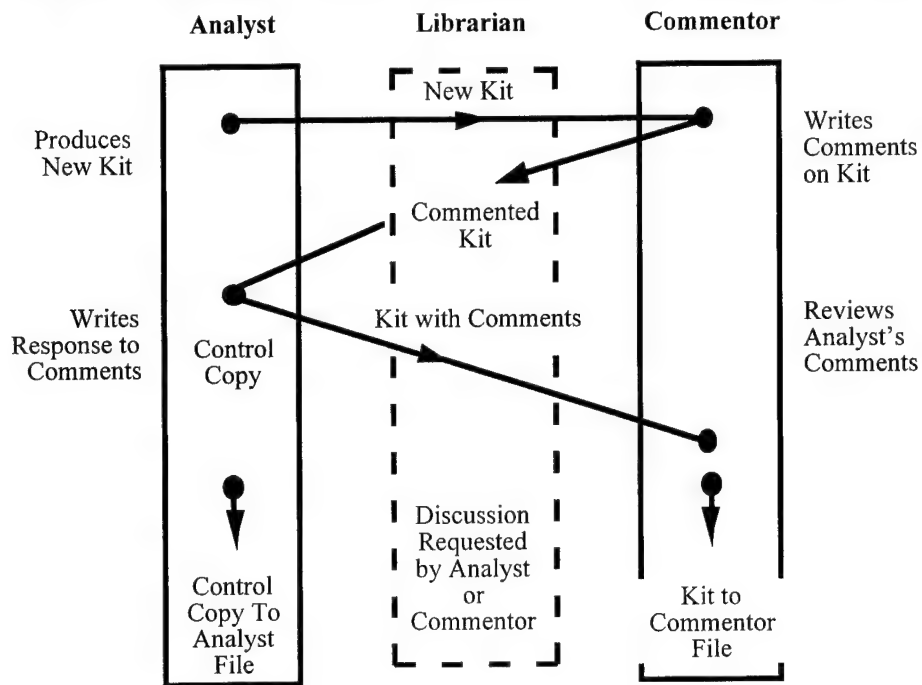 Analyst
Librarian
Commentor
New Kit
Produces
New Kit
Writes
Comments
on Kit
Commented
Kit
Writes
Response to
Comments
Control
Copy
Kit with Comments
Reviews
Analyst's
Comments
Control
Copy To
Analyst
File
Discussion
Requested
by Analyst
or
Commentor
Kit to
Commentor
File